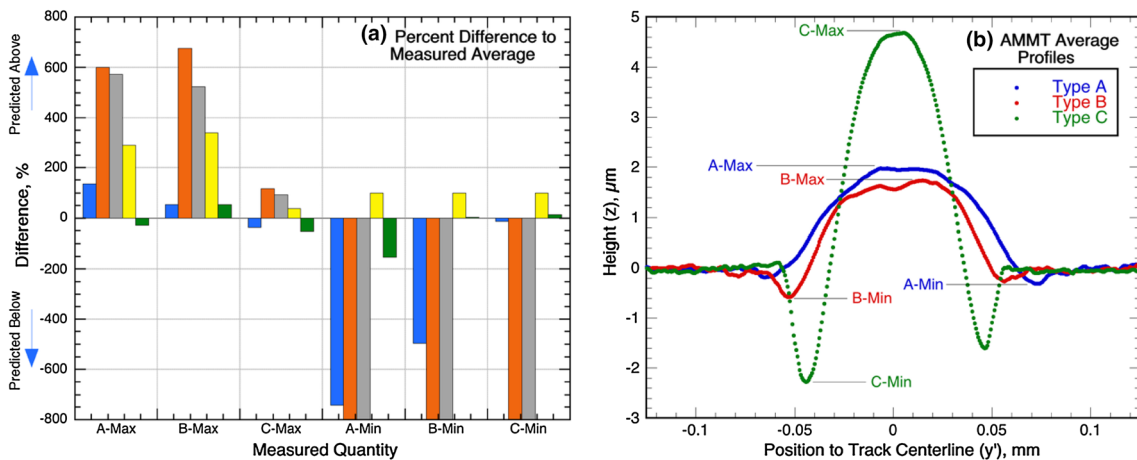 (a) Percent Difference to
Measured Average
Predicted Above
Difference, %
Predicted Below
800
600
400
200
0
-200
-400
-600
-800
A-Max B-Max C-Max A-Min B-Min C-Min
Measured Quantity
(b) AMMT Average
Profiles
Type A
Type B
Type C
C-Max
A-Max
B-Max
A-Min
B-Min
C-Min
Height (z), µm
5
4
3
2
1
0
-1
-2
-3
-0.1 -0.05 0 0.05 0.1
Position to Track Centerline (y'), mm